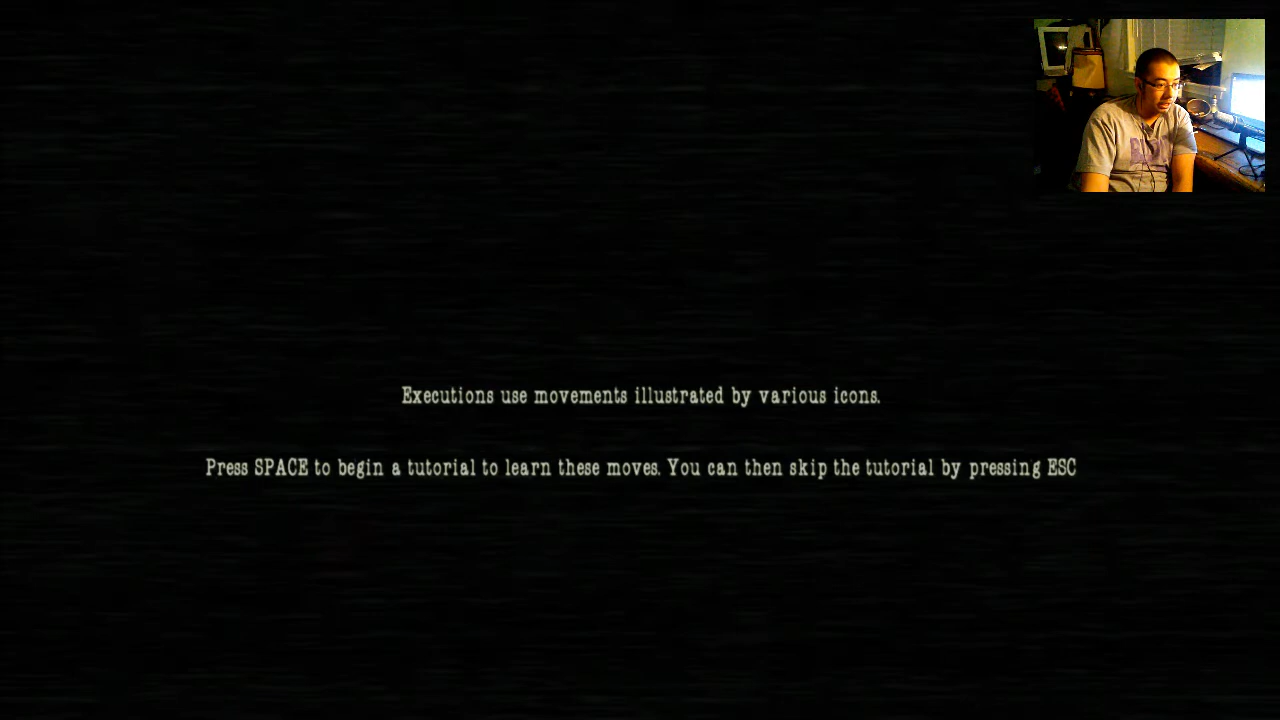 Executions use movements illustrated by various icons.
Press SPACE to begin a tutorial to learn these moves. You can then skip the tutorial by pressing ESC